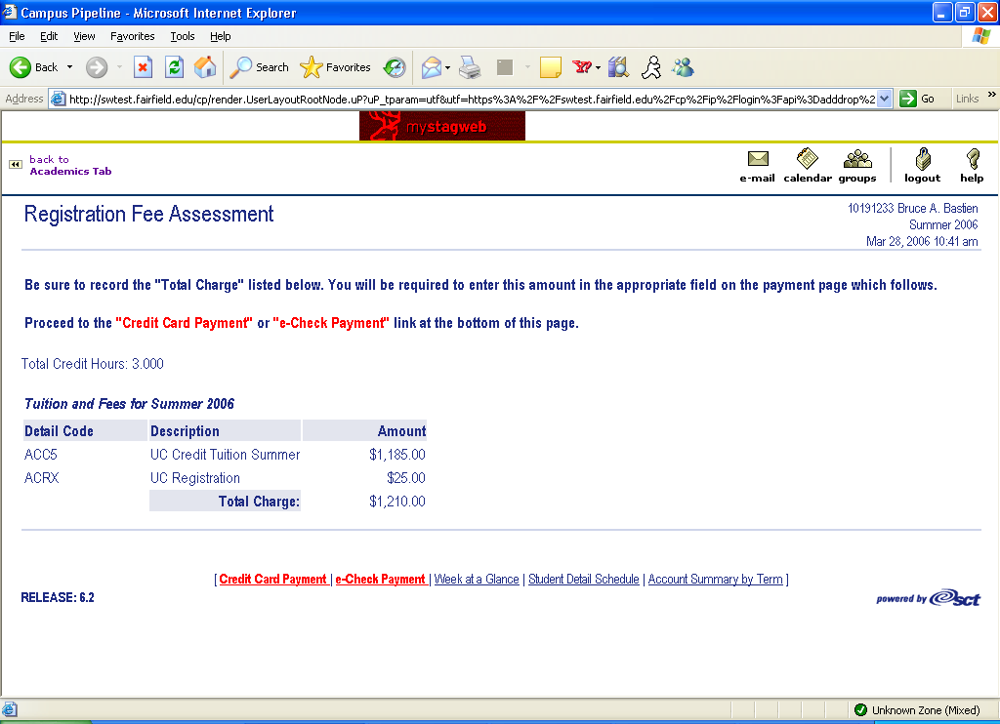 Campus Pipeline - Microsoft Internet Explorer
File Edit View Favorites Tools Help
Back Search Favorites
Address http://swtest.fairfield.edu/cp/render.UserLayoutRootNode.uP?uP_tparam=utf&utf=https%3A%2F%2Fswtest.fairfield.edu%2Fcp%2Fip%2Flogin%3Fapi%3Dadddrop%2 Go Links »
mystagweb
back to
Academics Tab
e-mail calendar groups logout help
Registration Fee Assessment
10191233 Bruce A. Bastien
Summer 2006
Mar 28, 2006 10:41 am
Be sure to record the "Total Charge" listed below. You will be required to enter this amount in the appropriate field on the payment page which follows.
Proceed to the "Credit Card Payment" or "e-Check Payment" link at the bottom of this page.
Total Credit Hours: 3.000
Tuition and Fees for Summer 2006
Detail Code Description Amount
ACC5 UC Credit Tuition Summer $1,185.00
ACRX UC Registration $25.00
Total Charge: $1,210.00
[ Credit Card Payment | e-Check Payment | Week at a Glance | Student Detail Schedule | Account Summary by Term ]
RELEASE: 6.2
powered by sct
Unknown Zone (Mixed)